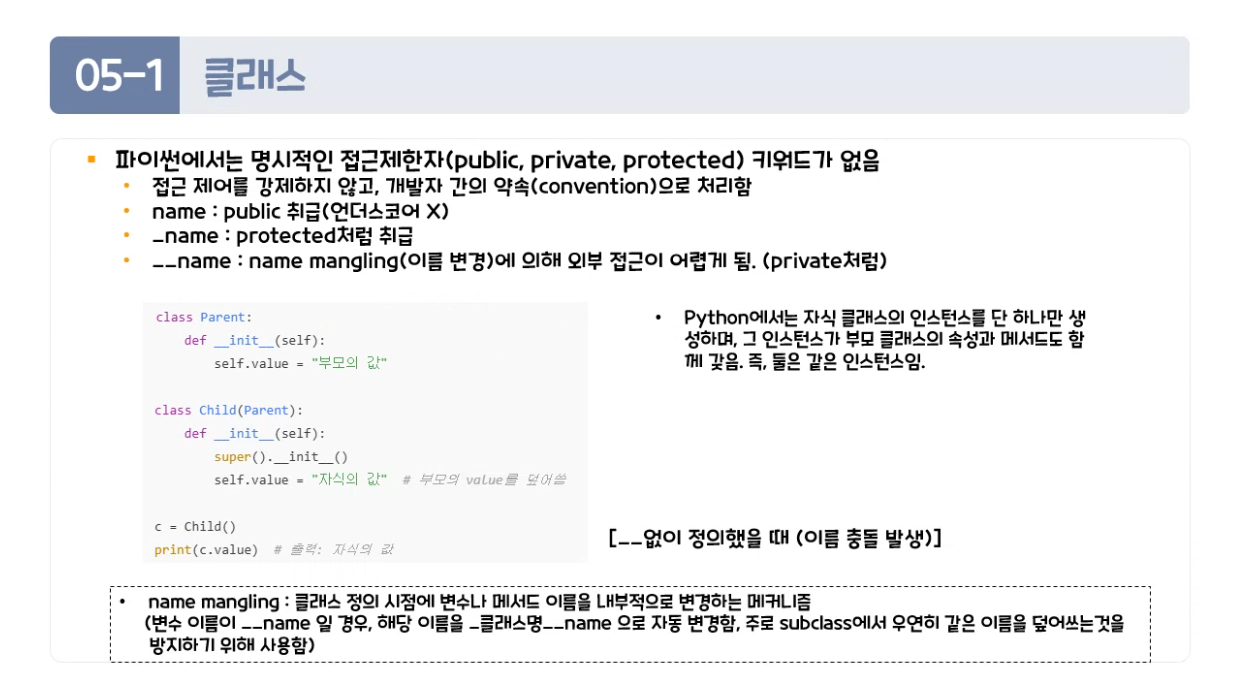 05-1 클래스
파이썬에서는 명시적인 접근제한자(public, private, protected) 키워드가 없음
접근 제어를 강제하지 않고, 개발자 간의 약속(convention)으로 처리함
name : public 취급(언더스코어 X)
_name : protected처럼 취급
__name : name mangling(이름 변경)에 의해 외부 접근이 어렵게 됨. (private처럼)
class Parent:
    def __init__(self):
        self.value = "부모의 값"
class Child(Parent):
    def __init__(self):
        super().__init__()
        self.value = "자식의 값"  # 부모의 value를 덮어씀
c = Child()
print(c.value)  # 출력: 자식의 값
Python에서는 자식 클래스의 인스턴스를 단 하나만 생
성하며, 그 인스턴스가 부모 클래스의 속성과 메서드도 함
께 갖음. 즉, 둘은 같은 인스턴스임.
[__없이 정의했을 때 (이름 충돌 발생)]
name mangling : 클래스 정의 시점에 변수나 메서드 이름을 내부적으로 변경하는 메커니즘
(변수 이름이 __name 일 경우, 해당 이름을 _클래스명__name 으로 자동 변경함, 주로 subclass에서 우연히 같은 이름을 덮어쓰는것을
방지하기 위해 사용함)